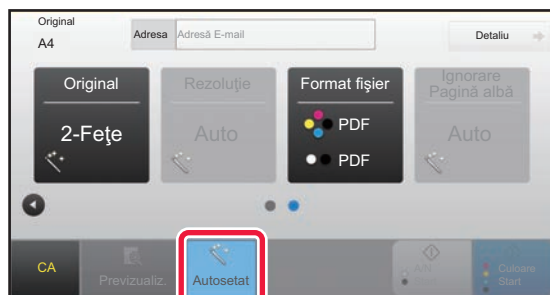 Original
A4
Adresa
Adresă E-mail
Detaliu
Original
2-Feţe
Rezoluţie
Auto
Format fişier
PDF
PDF
Ignorare
Pagină albă
Auto
CA
Previzualiz.
Autosetat
A/N
Start
Culoare
Start